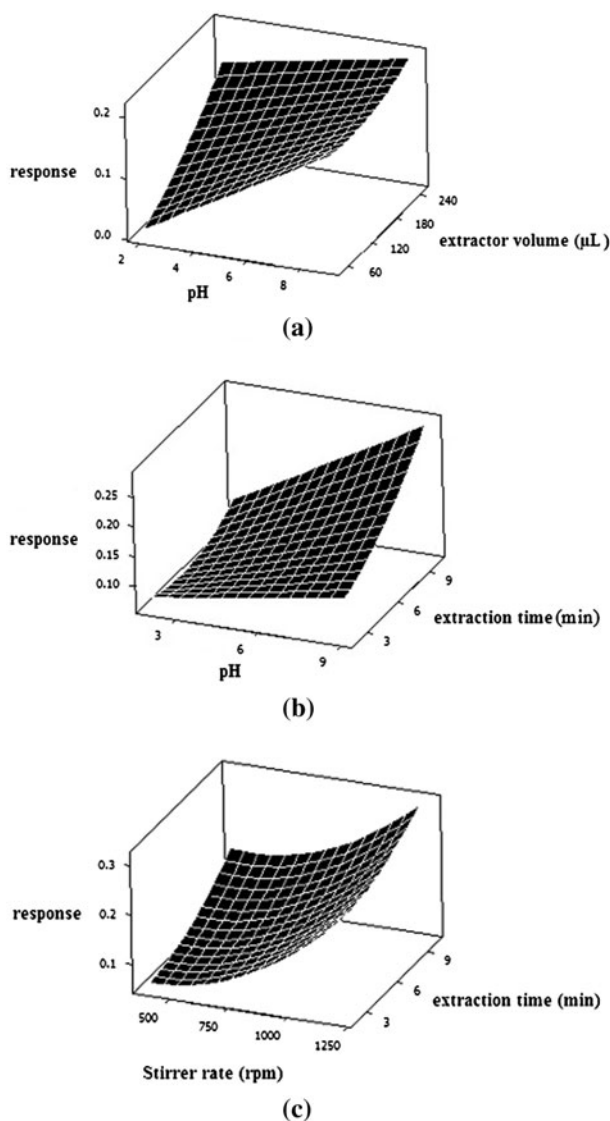 0.2
0.1
0.0
response
2
4
6
8
pH
60
120
180
240
extractor volume (µL)
(a)
0.25
0.20
0.15
0.10
response
3
6
9
pH
3
6
9
extraction time (min)
(b)
0.3
0.2
0.1
response
500
750
1000
1250
Stirrer rate (rpm)
3
6
9
extraction time (min)
(c)